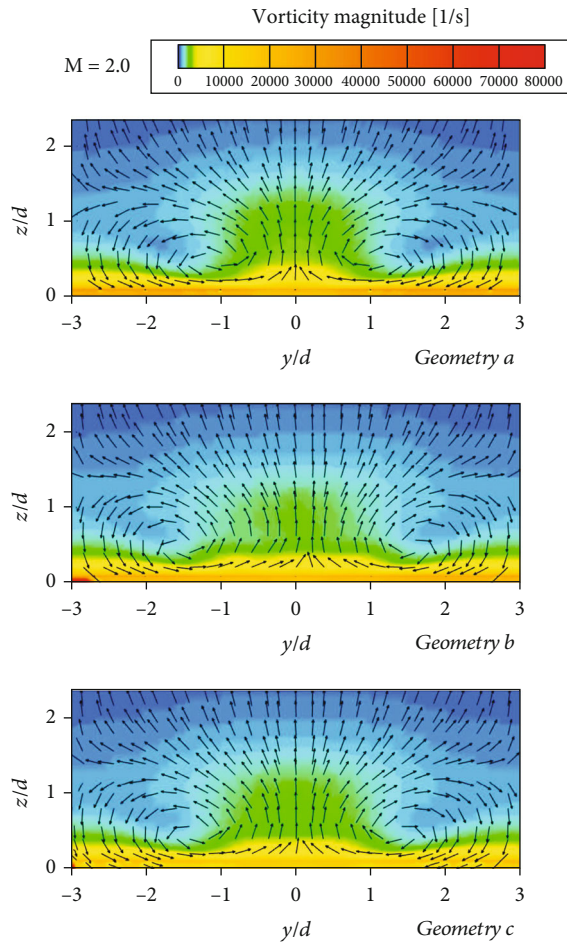 Vorticity magnitude [1/s]
M = 2.0
0 10000 20000 30000 40000 50000 60000 70000 80000
2
z/d
1
0
−3 −2 −1 0 1 2 3
y/d Geometry a
2
z/d
1
0
−3 −2 −1 0 1 2 3
y/d Geometry b
2
z/d
1
0
−3 −2 −1 0 1 2 3
y/d Geometry c